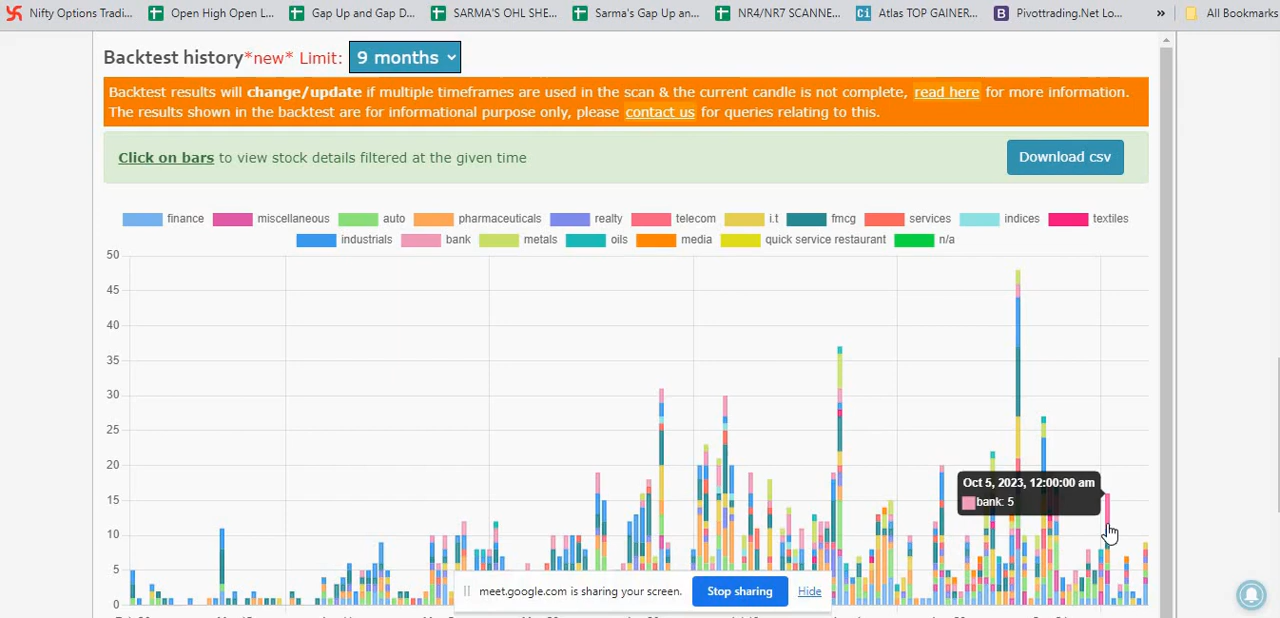 Nifty Options Tradi... Open High Open L... Gap Up and Gap D... SARMA'S OHL SHE... Sarma's Gap Up an... NR4/NR7 SCANNE... Atlas TOP GAINER... Pivottrading.Net Lo... » All Bookmarks
Backtest history*new* Limit: 9 months
Backtest results will change/update if multiple timeframes are used in the scan & the current candle is not complete, read here for more information.
The results shown in the backtest are for informational purpose only, please contact us for queries relating to this.
Click on bars to view stock details filtered at the given time Download csv
finance miscellaneous auto pharmaceuticals realty telecom i.t fmcg services indices textiles
industrials bank metals oils media quick service restaurant n/a
50
45
40
35
30
25
20
15
10
5
0
Oct 5, 2023, 12:00:00 am
bank: 5
meet.google.com is sharing your screen. Stop sharing Hide